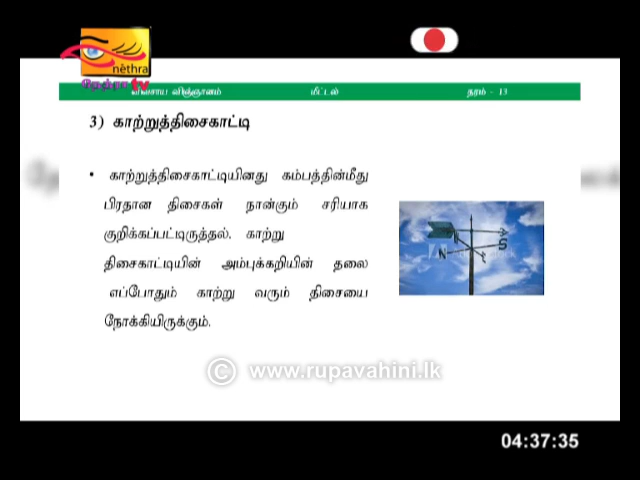 nethra
நேத்ரா tv
விவசாய விஞ்ஞானம் மீட்டல் தரம் - 13
3) காற்றுத்திசைகாட்டி
• காற்றுத்திசைகாட்டியினது கம்பத்தின்மீது
பிரதான திசைகள் நான்கும் சரியாக
குறிக்கப்பட்டிருத்தல். காற்று
திசைகாட்டியின் அம்புக்குறியின் தலை
எப்போதும் காற்று வரும் திசையை
நோக்கியிருக்கும்.
N S
© www.rupavahini.lk
04:37:35